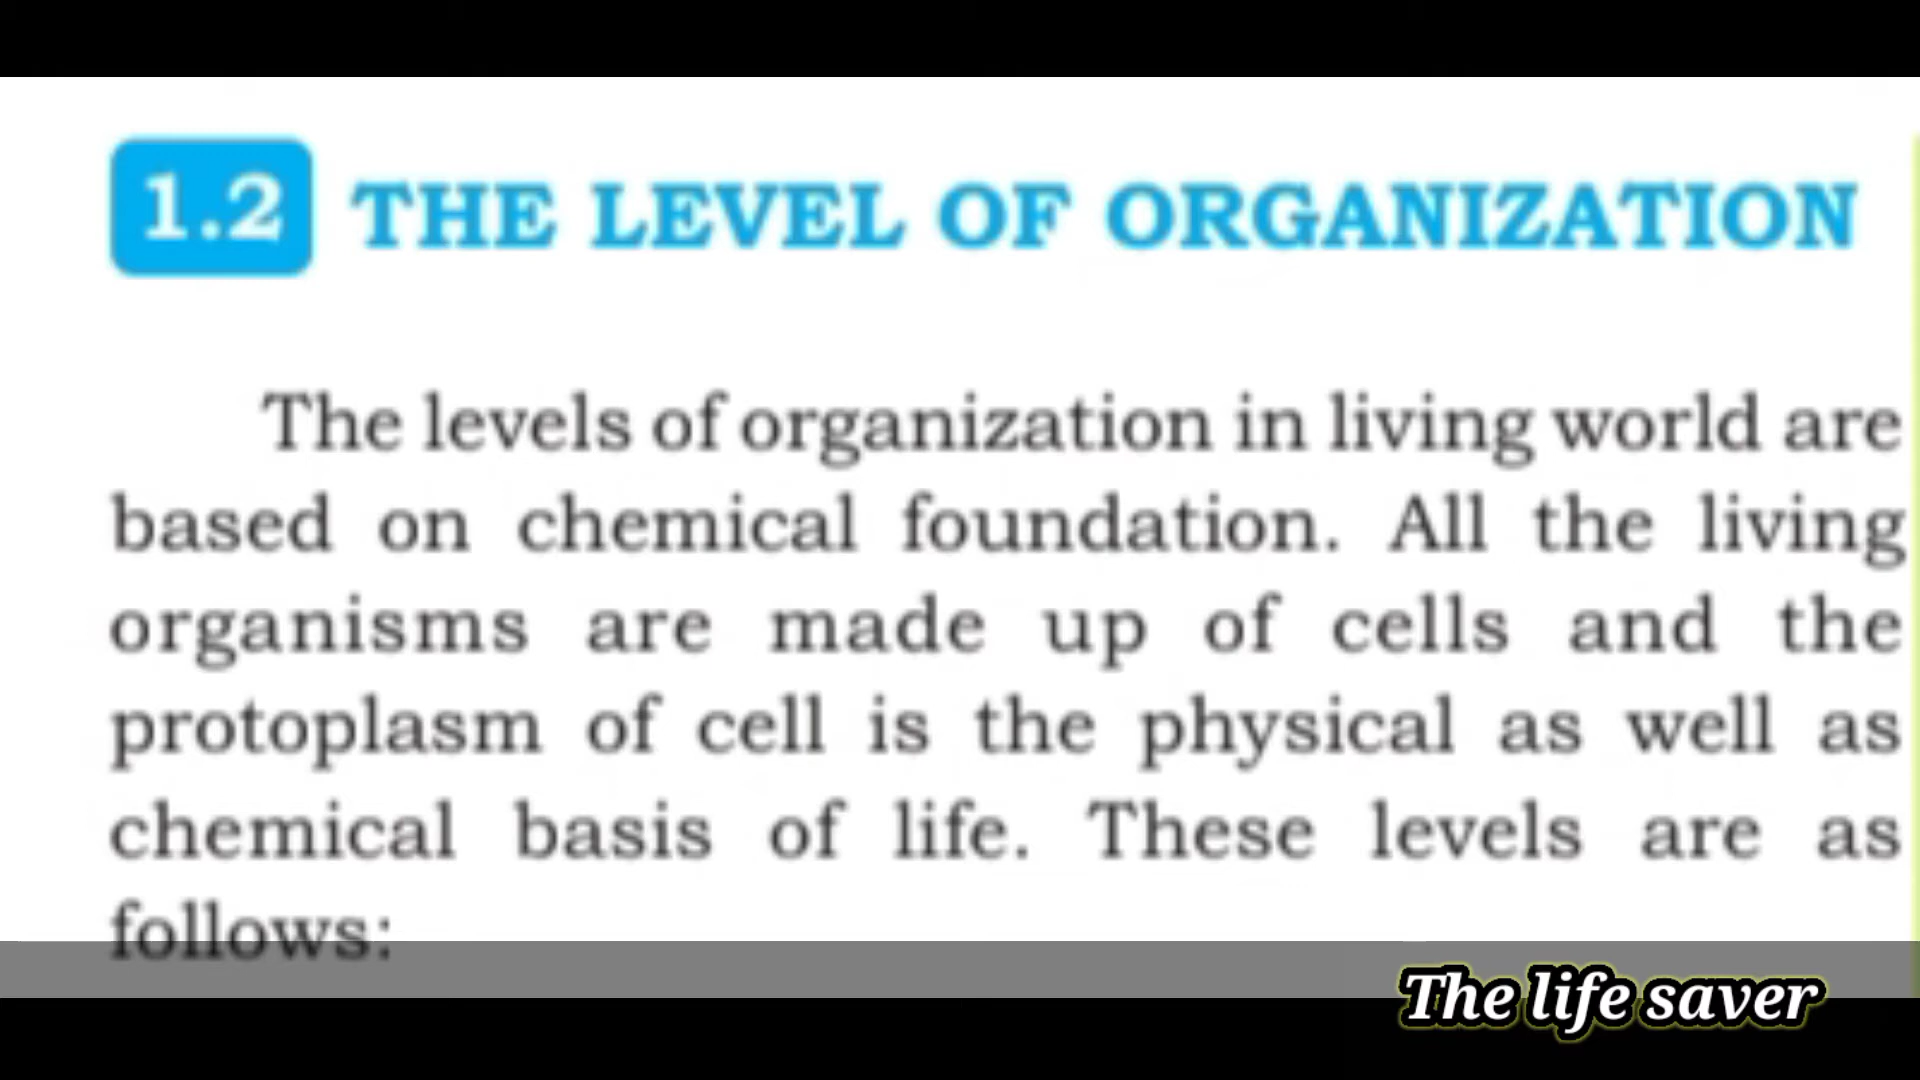 1.2 THE LEVEL OF ORGANIZATION
The levels of organization in living world are
based on chemical foundation. All the living
organisms are made up of cells and the
protoplasm of cell is the physical as well as
chemical basis of life. These levels are as
follows:
The life saver